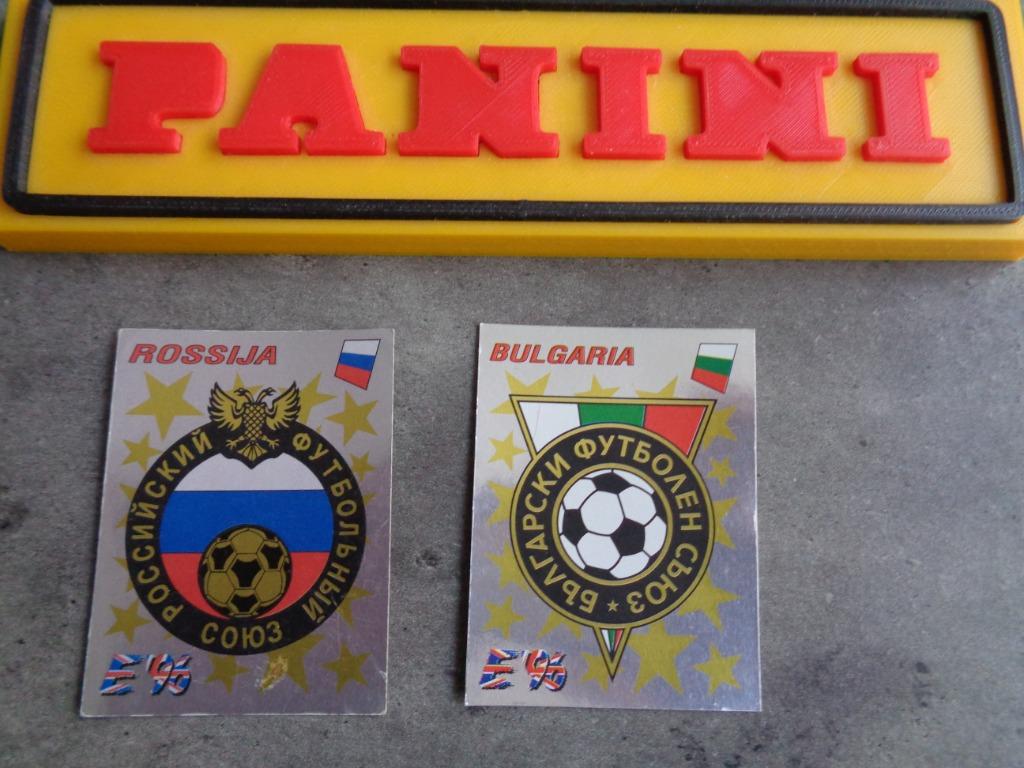 PANINI
ROSSIJA
РОССИЙСКИЙ ФУТБОЛЬНЫЙ
СОЮЗ
E'96
BULGARIA
БЪЛГАРСКИ ФУТБОЛЕН СЪЮЗ
E'96